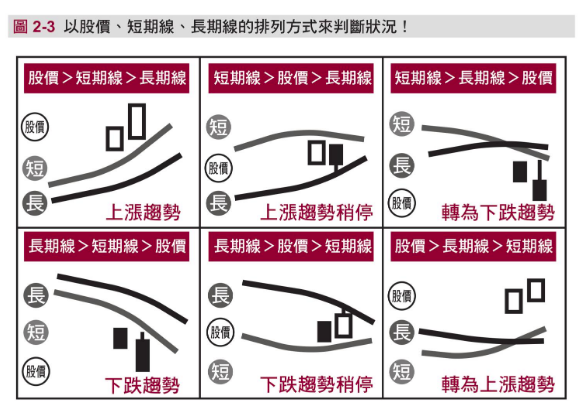 圖 2-3 以股價、短期線、長期線的排列方式來判斷狀況！
股價＞短期線＞長期線
股價
短
長
上漲趨勢
短期線＞股價＞長期線
短
股價
長
上漲趨勢稍停
短期線＞長期線＞股價
短
長
股價
轉為下跌趨勢
長期線＞短期線＞股價
長
短
股價
下跌趨勢
長期線＞股價＞短期線
長
股價
短
下跌趨勢稍停
股價＞長期線＞短期線
股價
長
短
轉為上漲趨勢